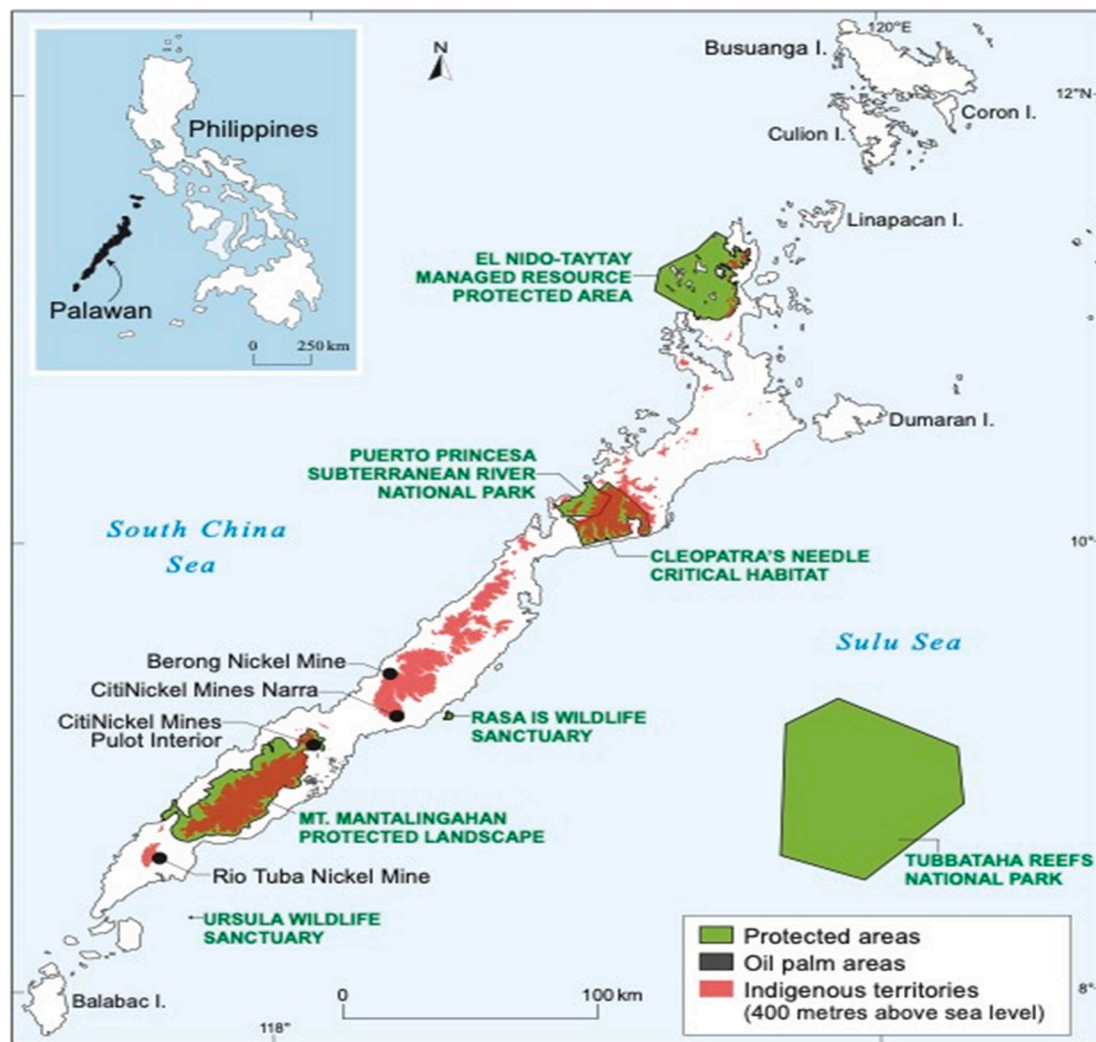 Philippines
Palawan
0 250 km
N
120°E
12°N
Busuanga I.
Coron I.
Culion I.
Linapacan I.
EL NIDO-TAYTAY
MANAGED RESOURCE
PROTECTED AREA
Dumaran I.
PUERTO PRINCESA
SUBTERRANEAN RIVER
NATIONAL PARK
South China
Sea
10°
CLEOPATRA'S NEEDLE
CRITICAL HABITAT
Sulu Sea
Berong Nickel Mine
CitiNickel Mines Narra
CitiNickel Mines
Pulot Interior
RASA IS WILDLIFE
SANCTUARY
MT. MANTALINGAHAN
PROTECTED LANDSCAPE
TUBBATAHA REEFS
NATIONAL PARK
Rio Tuba Nickel Mine
URSULA WILDLIFE
SANCTUARY
Balabac I.
0 100 km
118°
8°
Protected areas
Oil palm areas
Indigenous territories
(400 metres above sea level)